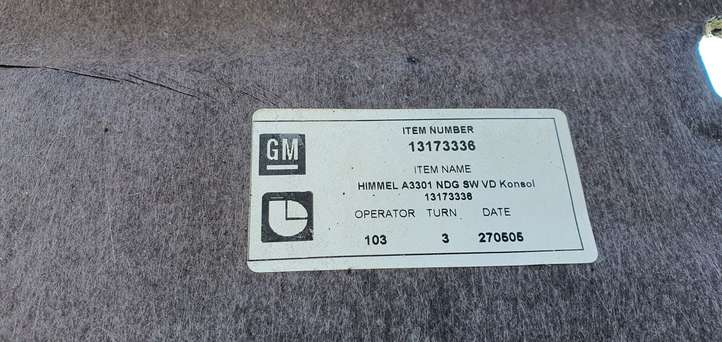 GM
ITEM NUMBER
13173336
ITEM NAME
HIMMEL A3301 NDG SW VD Konsol
13173336
OPERATOR TURN DATE
103 3 270505